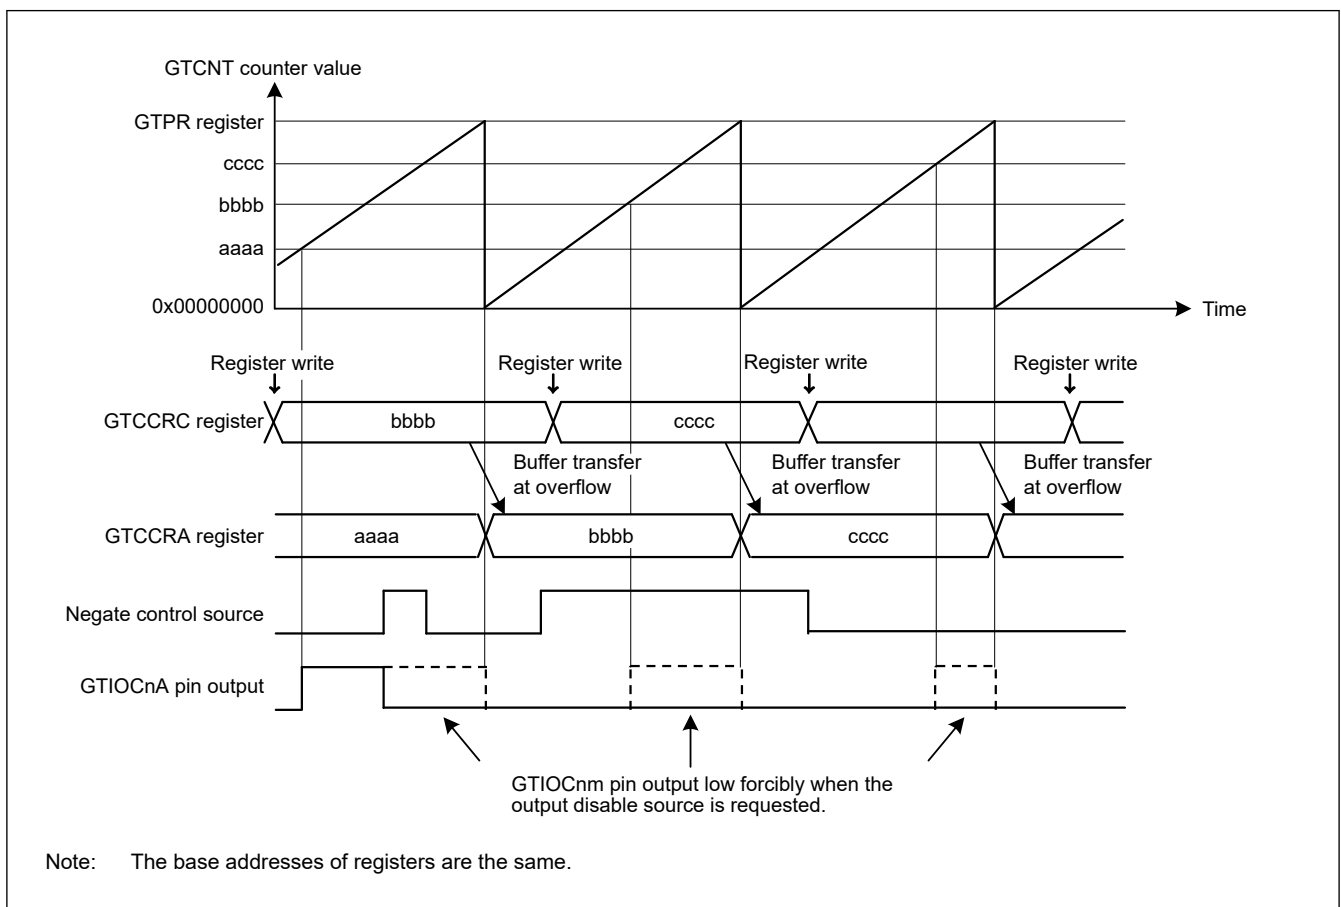 GTCNT counter value
GTPR register
cccc
bbbb
aaaa
0x00000000
Time
Register write
Register write
Register write
Register write
GTCCRC register
bbbb
cccc
Buffer transfer
at overflow
Buffer transfer
at overflow
Buffer transfer
at overflow
GTCCRA register
aaaa
bbbb
cccc
Negate control source
GTIOCnA pin output
GTIOCnm pin output low forcibly when the
output disable source is requested.
Note: The base addresses of registers are the same.